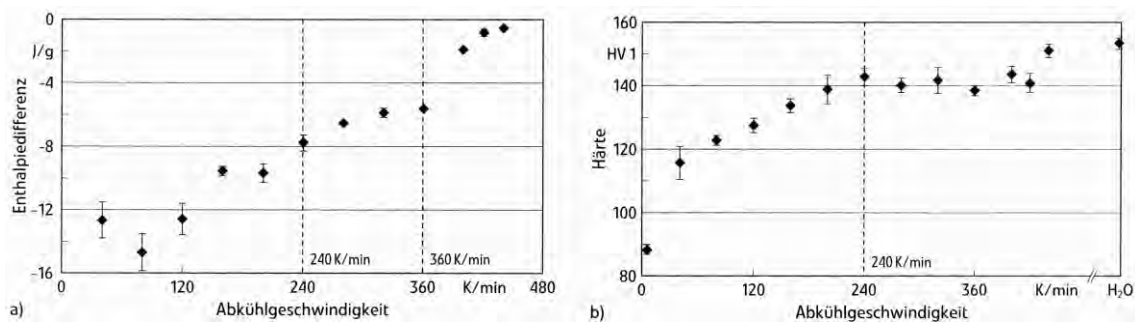 0
J/g
-4
-8
-12
-16
Enthalpiedifferenz
240 K/min
360 K/min
0
120
240
360
K/min
480
a)
Abkühlgeschwindigkeit
160
HV 1
140
120
100
80
Härte
240 K/min
0
120
240
360
K/min
H₂O
b)
Abkühlgeschwindigkeit